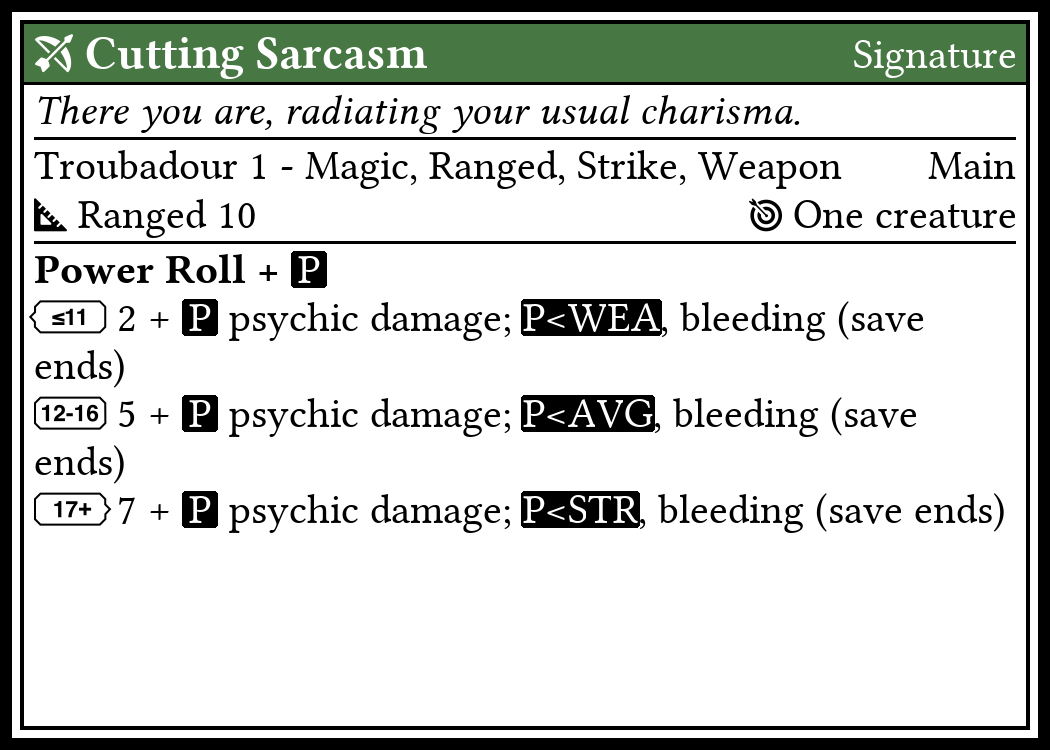 Cutting Sarcasm Signature
There you are, radiating your usual charisma.
Troubadour 1 - Magic, Ranged, Strike, Weapon Main
Ranged 10 One creature
Power Roll + P
≤11 2 + P psychic damage; P<WEA, bleeding (save
ends)
12-16 5 + P psychic damage; P<AVG, bleeding (save
ends)
17+ 7 + P psychic damage; P<STR, bleeding (save ends)